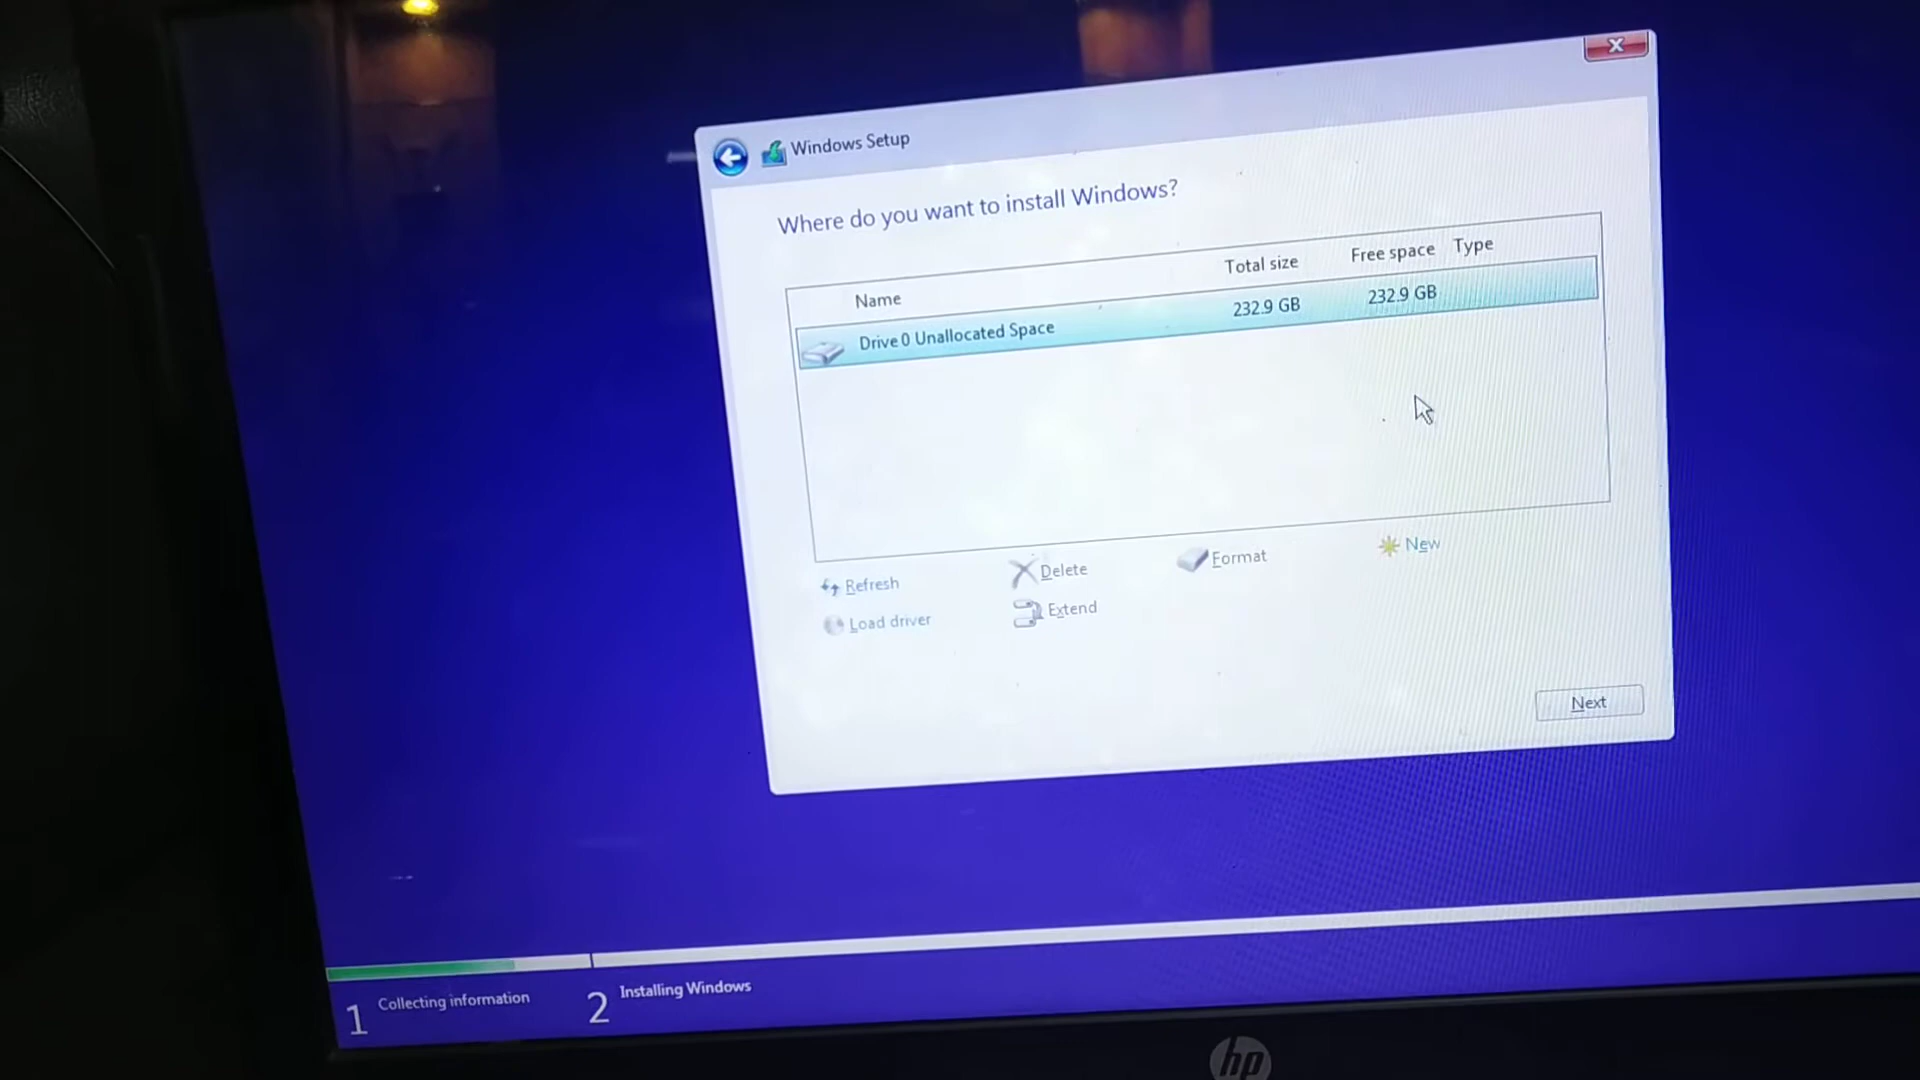 Windows Setup
Where do you want to install Windows?
Name Total size Free space Type
Drive 0 Unallocated Space 232.9 GB 232.9 GB
Refresh Delete Format New
Load driver Extend
Next
1 Collecting information 2 Installing Windows
hp